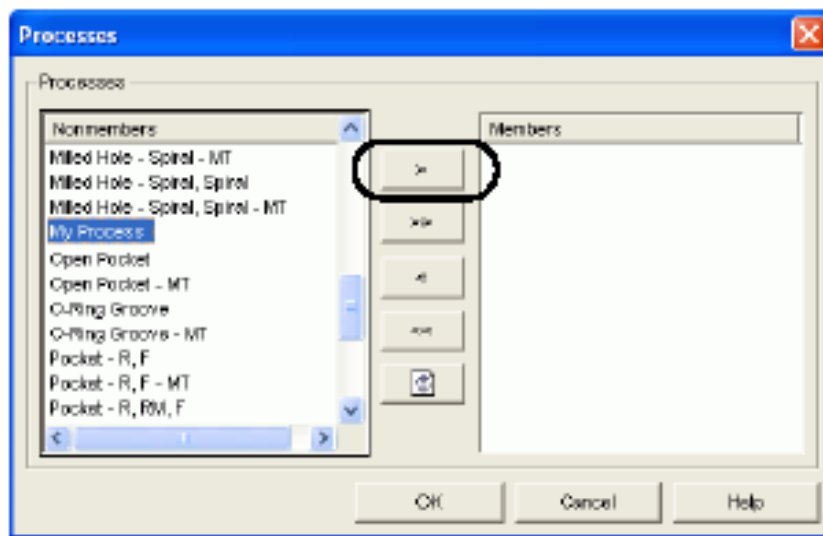 Processes
Processes
Nonmembers
Members
Milled Hole - Spiral - MT
Milled Hole - Spiral, Spiral
Milled Hole - Spiral, Spiral - MT
My Process
Open Pocket
Open Pocket - MT
O-Ring Groove
O-Ring Groove - MT
Pocket - R, F
Pocket - R, F - MT
Pocket - R, RM, F
>
>>
<
<<
OK
Cancel
Help